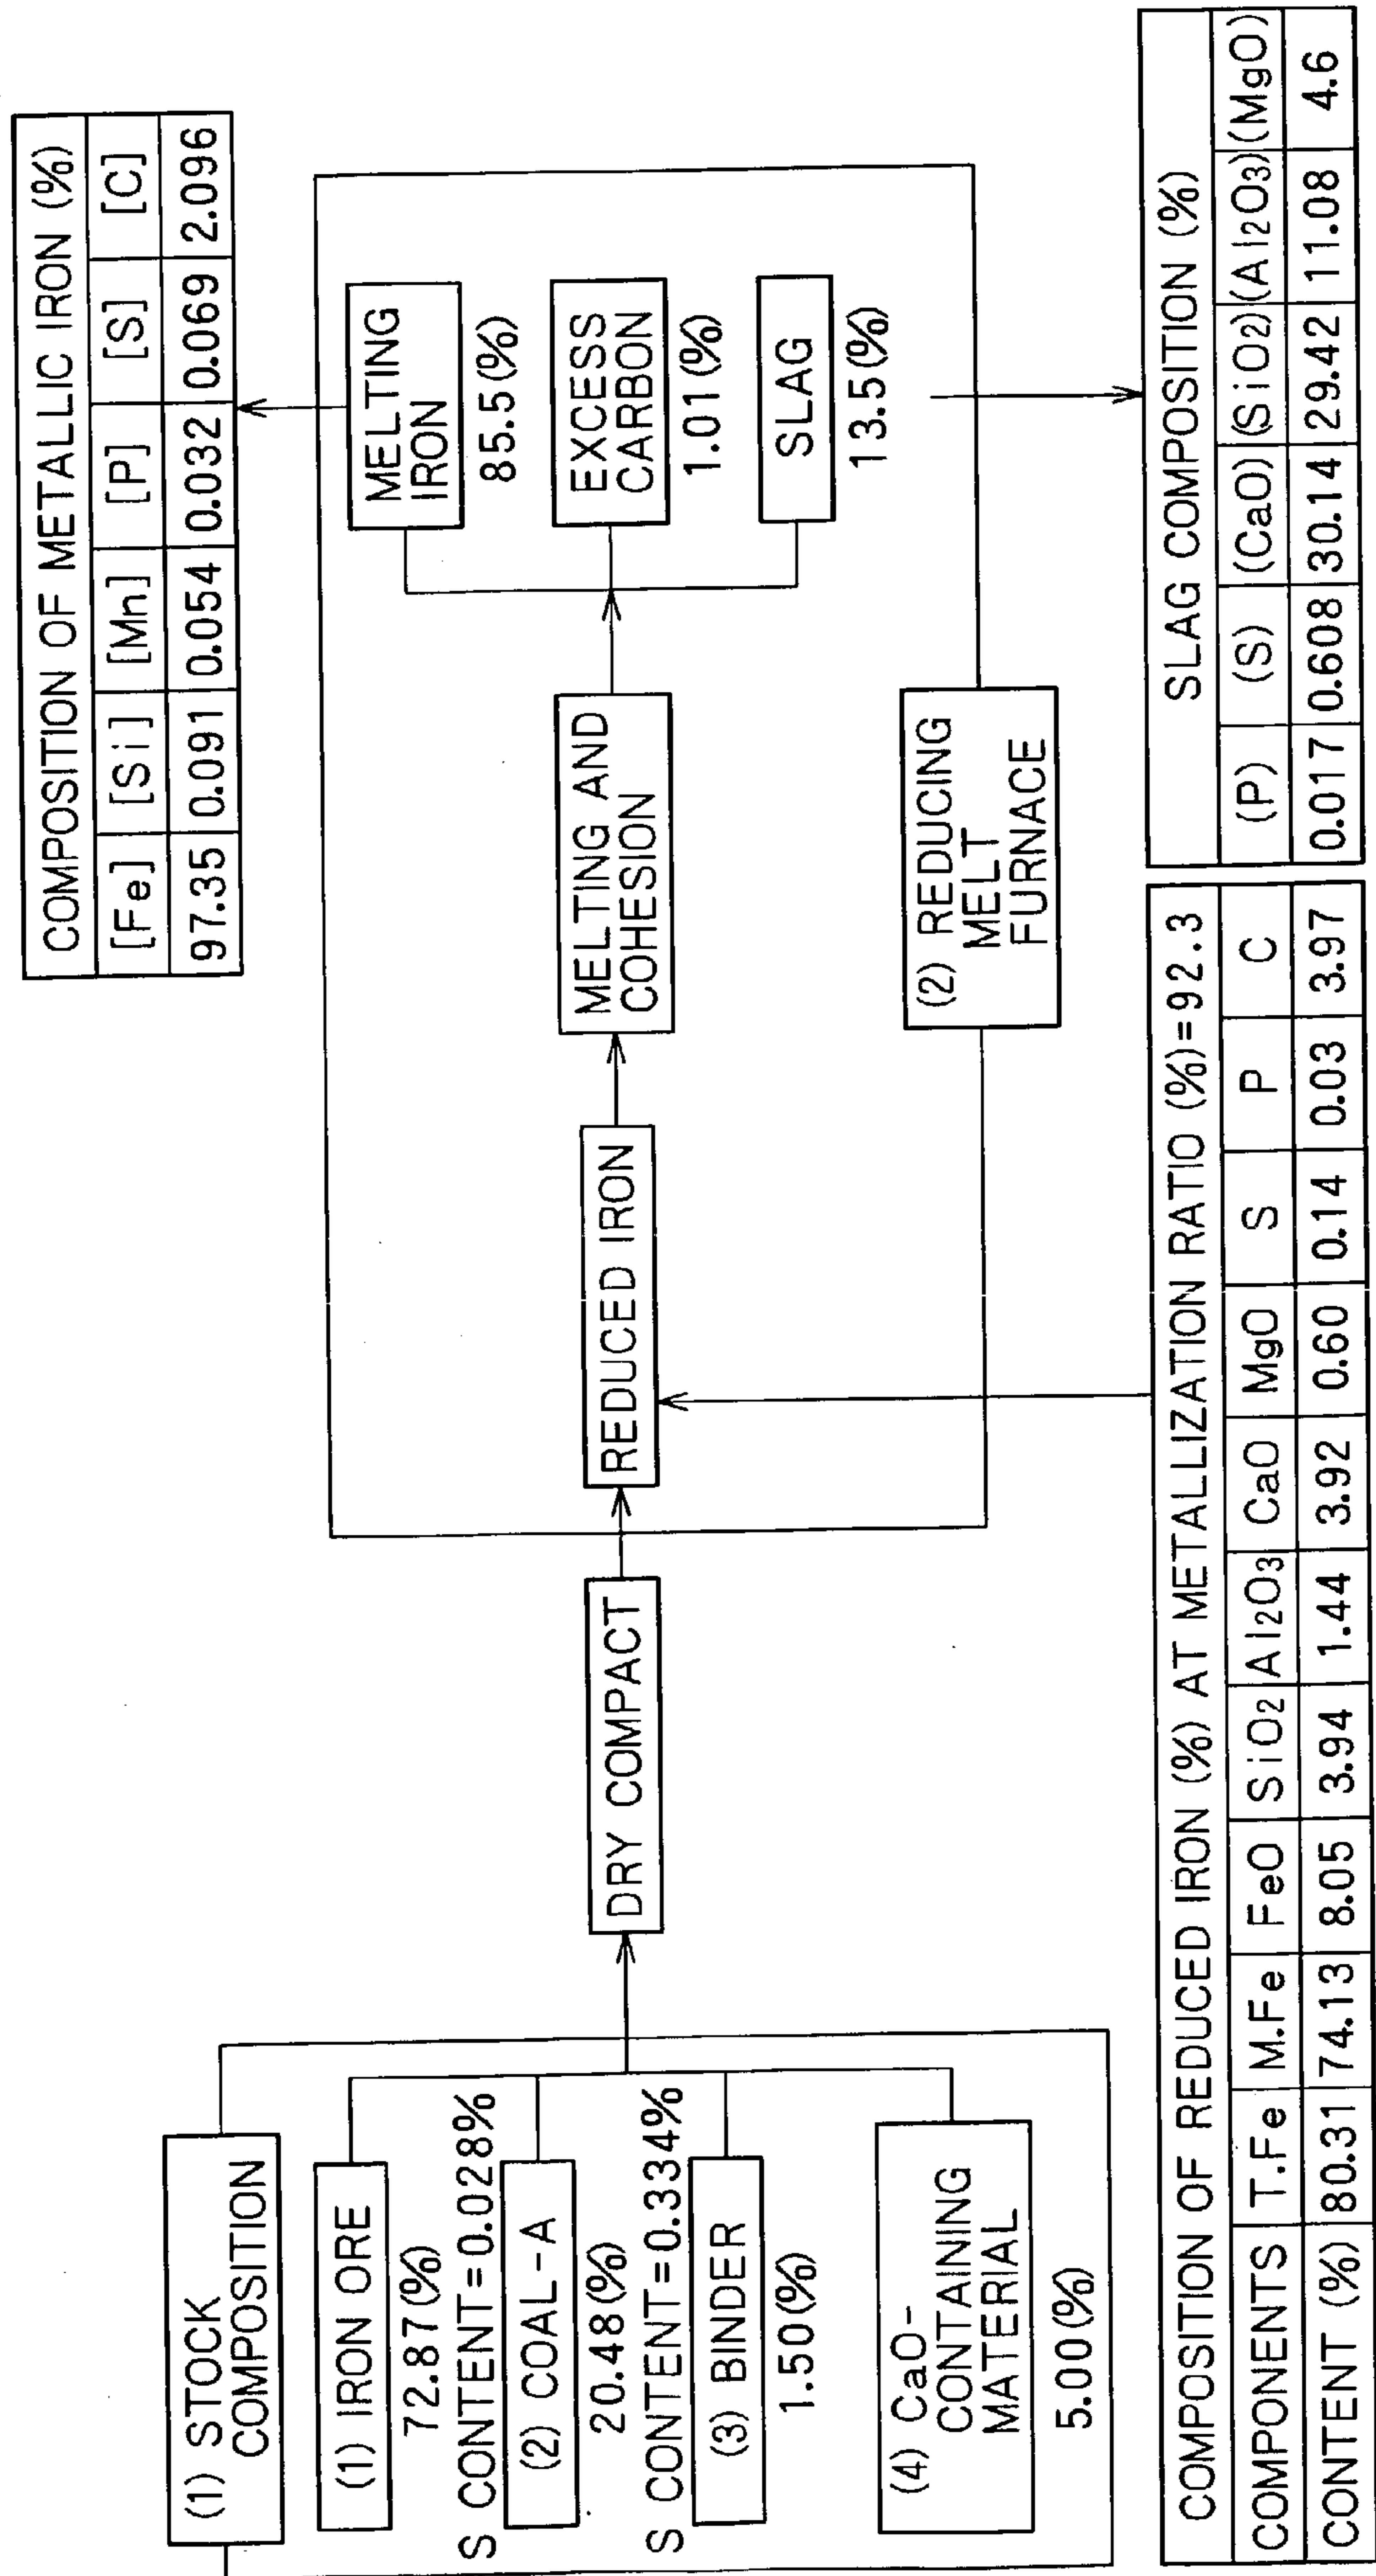 (1) STOCK
COMPOSITION
(1) IRON ORE
72.87(%)
S CONTENT=0.028%
(2) COAL-A
20.48(%)
S CONTENT=0.334%
(3) BINDER
1.50(%)
(4) CaO-
CONTAINING
MATERIAL
5.00(%)
DRY COMPACT
REDUCED IRON
MELTING AND
COHESION
(2) REDUCING
MELT
FURNACE
MELTING
IRON
85.5(%)
EXCESS
CARBON
1.01(%)
SLAG
13.5(%)
COMPOSITION OF METALLIC IRON (%)
[Fe] [Si] [Mn] [P] [S] [C]
97.35 0.091 0.054 0.032 0.069 2.096
COMPOSITION OF REDUCED IRON (%) AT METALLIZATION RATIO (%)=92.3
COMPONENTS T.Fe M.Fe FeO SiO2 Al2O3 CaO MgO S P C
CONTENT (%) 80.31 74.13 8.05 3.94 1.44 3.92 0.60 0.14 0.03 3.97
SLAG COMPOSITION (%)
(P) (S) (CaO) (SiO2) (Al2O3) (MgO)
0.017 0.608 30.14 29.42 11.08 4.6